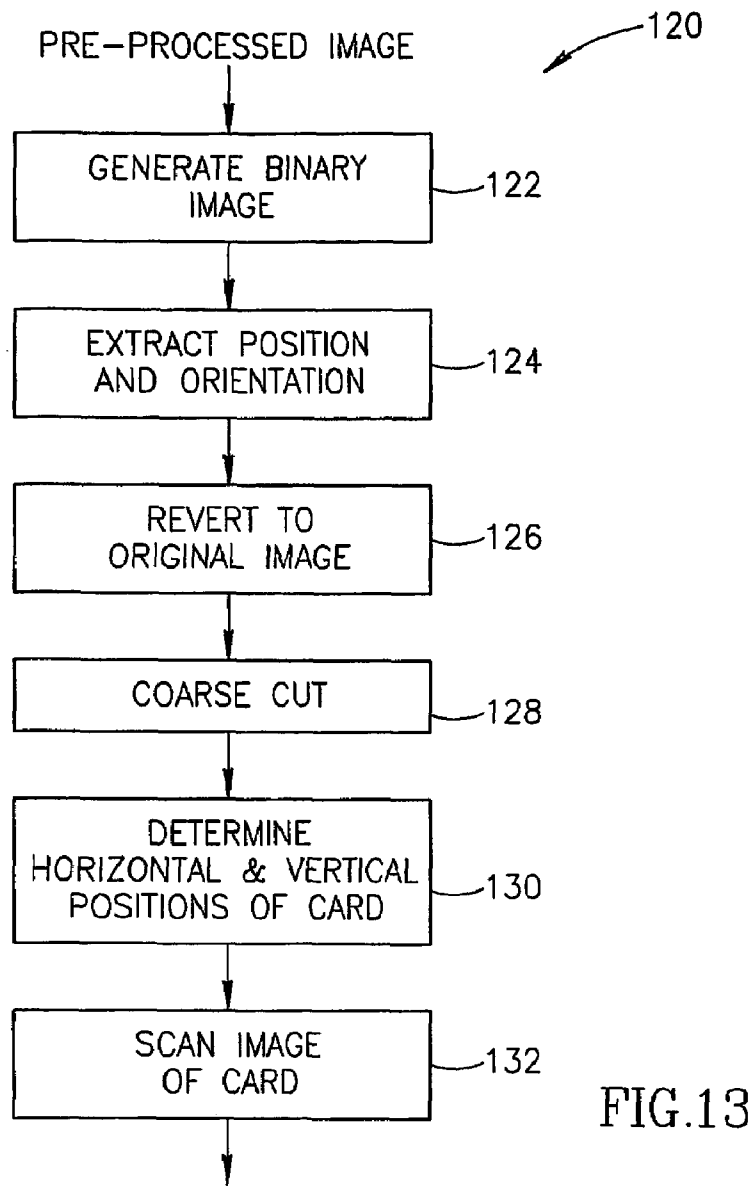 120
PRE-PROCESSED IMAGE
GENERATE BINARY
IMAGE
122
EXTRACT POSITION
AND ORIENTATION
124
REVERT TO
ORIGINAL IMAGE
126
COARSE CUT
128
DETERMINE
HORIZONTAL & VERTICAL
POSITIONS OF CARD
130
SCAN IMAGE
OF CARD
132
FIG.13